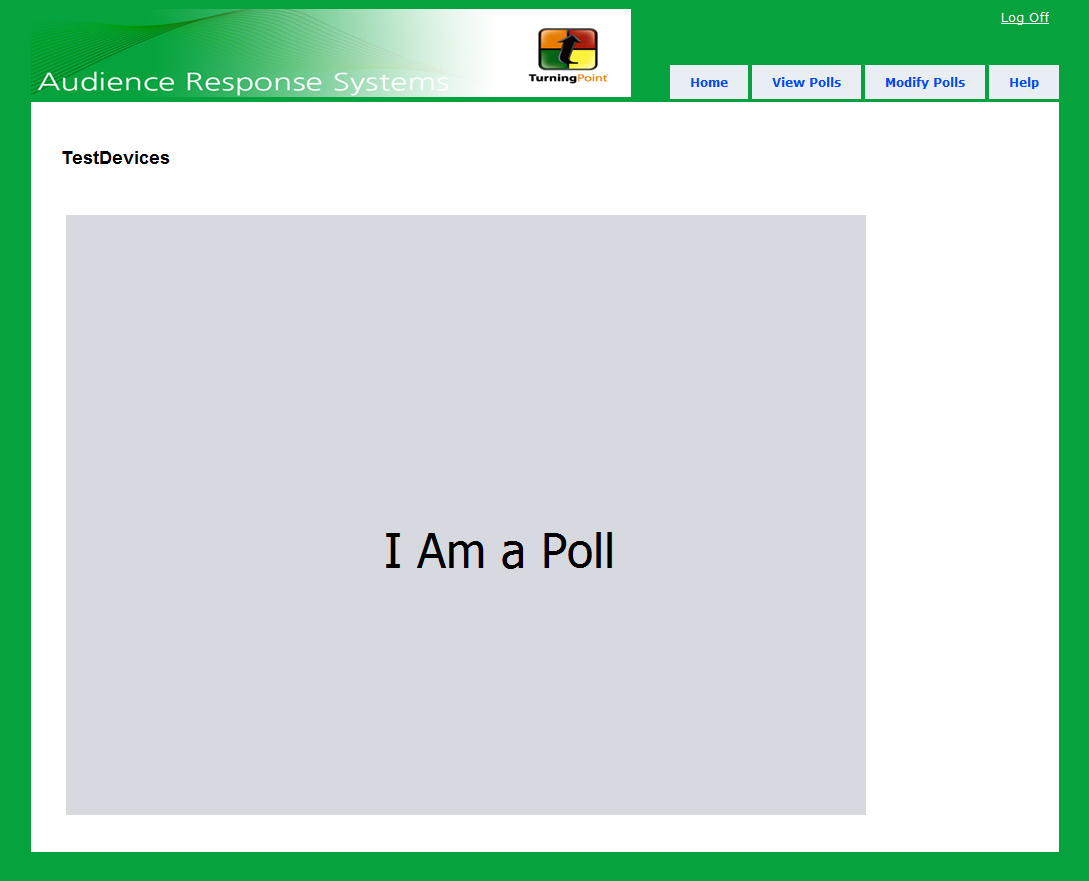 Log Off
Audience Response Systems
TurningPoint
Home
View Polls
Modify Polls
Help
TestDevices
I Am a Poll